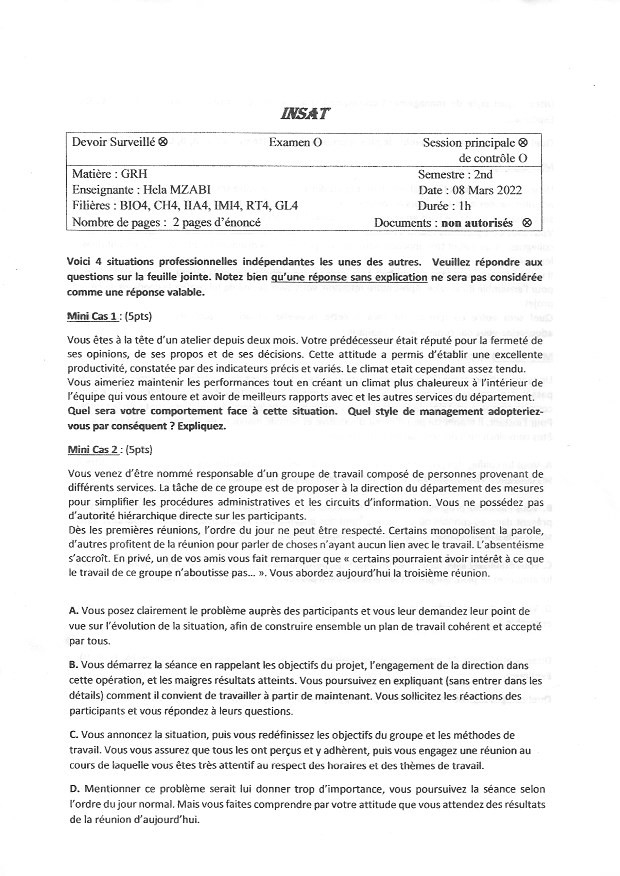 INSAT
Devoir Surveillé ⊗ Examen O Session principale ⊗
de contrôle O
Matière : GRH Semestre : 2nd
Enseignante : Hela MZABI Date : 08 Mars 2022
Filières : BIO4, CH4, IIA4, IMI4, RT4, GL4 Durée : 1h
Nombre de pages : 2 pages d'énoncé Documents : non autorisés ⊗
Voici 4 situations professionnelles indépendantes les unes des autres. Veuillez répondre aux
questions sur la feuille jointe. Notez bien qu'une réponse sans explication ne sera pas considérée
comme une réponse valable.
Mini Cas 1 : (5pts)
Vous êtes à la tête d'un atelier depuis deux mois. Votre prédécesseur était réputé pour la fermeté de
ses opinions, de ses propos et de ses décisions. Cette attitude a permis d'établir une excellente
productivité, constatée par des indicateurs précis et variés. Le climat etait cependant assez tendu.
Vous aimeriez maintenir les performances tout en créant un climat plus chaleureux à l'intérieur de
l'équipe qui vous entoure et avoir de meilleurs rapports avec et les autres services du département.
Quel sera votre comportement face à cette situation. Quel style de management adopteriez-
vous par conséquent ? Expliquez.
Mini Cas 2 : (5pts)
Vous venez d'être nommé responsable d'un groupe de travail composé de personnes provenant de
différents services. La tâche de ce groupe est de proposer à la direction du département des mesures
pour simplifier les procédures administratives et les circuits d'information. Vous ne possédez pas
d'autorité hiérarchique directe sur les participants.
Dès les premières réunions, l'ordre du jour ne peut être respecté. Certains monopolisent la parole,
d'autres profitent de la réunion pour parler de choses n'ayant aucun lien avec le travail. L'absentéisme
s'accroît. En privé, un de vos amis vous fait remarquer que « certains pourraient avoir intérêt à ce que
le travail de ce groupe n'aboutisse pas... ». Vous abordez aujourd'hui la troisième réunion.
A. Vous posez clairement le problème auprès des participants et vous leur demandez leur point de
vue sur l'évolution de la situation, afin de construire ensemble un plan de travail cohérent et accepté
par tous.
B. Vous démarrez la séance en rappelant les objectifs du projet, l'engagement de la direction dans
cette opération, et les maigres résultats atteints. Vous poursuivez en expliquant (sans entrer dans les
détails) comment il convient de travailler à partir de maintenant. Vous sollicitez les réactions des
participants et vous répondez à leurs questions.
C. Vous annoncez la situation, puis vous redéfinissez les objectifs du groupe et les méthodes de
travail. Vous vous assurez que tous les ont perçus et y adhèrent, puis vous engagez une réunion au
cours de laquelle vous êtes très attentif au respect des horaires et des thèmes de travail.
D. Mentionner ce problème serait lui donner trop d'importance, vous poursuivez la séance selon
l'ordre du jour normal. Mais vous faites comprendre par votre attitude que vous attendez des résultats
de la réunion d'aujourd'hui.